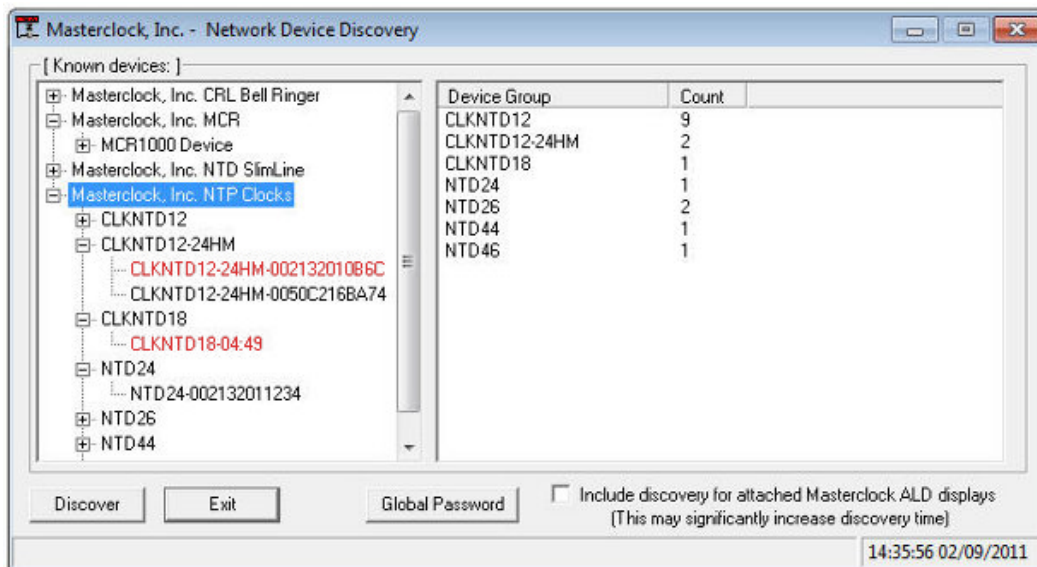 Masterclock, Inc. - Network Device Discovery
[ Known devices: ]
Masterclock, Inc. CRL Bell Ringer
Masterclock, Inc. MCR
MCR1000 Device
Masterclock, Inc. NTD SlimLine
Masterclock, Inc. NTP Clocks
CLKNTD12
CLKNTD12-24HM
CLKNTD12-24HM-002132010B6C
CLKNTD12-24HM-0050C216BA74
CLKNTD18
CLKNTD18-04:49
NTD24
NTD24-002132011234
NTD26
NTD44
Device Group Count
CLKNTD12 9
CLKNTD12-24HM 2
CLKNTD18 1
NTD24 1
NTD26 2
NTD44 1
NTD46 1
Discover Exit Global Password Include discovery for attached Masterclock ALD displays
(This may significantly increase discovery time)
14:35:56 02/09/2011